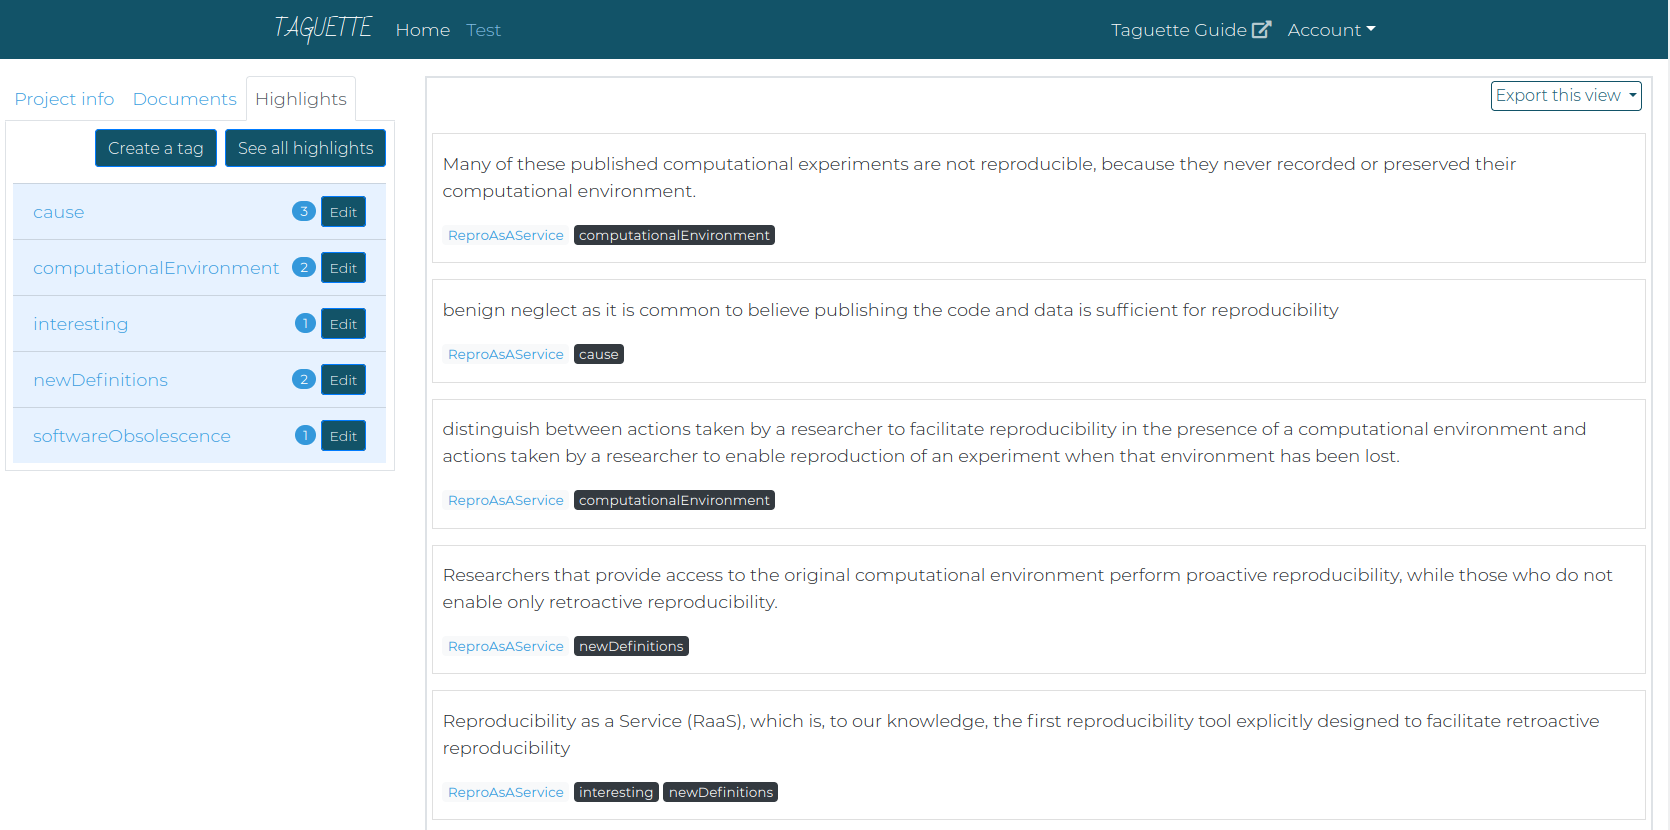 TAGUETTE Home Test Taguette Guide Account
Project info Documents Highlights
Create a tag See all highlights
cause 3 Edit
computationalEnvironment 2 Edit
interesting 1 Edit
newDefinitions 2 Edit
softwareObsolescence 1 Edit
Export this view
Many of these published computational experiments are not reproducible, because they never recorded or preserved their
computational environment.
ReproAsAService computationalEnvironment
benign neglect as it is common to believe publishing the code and data is sufficient for reproducibility
ReproAsAService cause
distinguish between actions taken by a researcher to facilitate reproducibility in the presence of a computational environment and
actions taken by a researcher to enable reproduction of an experiment when that environment has been lost.
ReproAsAService computationalEnvironment
Researchers that provide access to the original computational environment perform proactive reproducibility, while those who do not
enable only retroactive reproducibility.
ReproAsAService newDefinitions
Reproducibility as a Service (RaaS), which is, to our knowledge, the first reproducibility tool explicitly designed to facilitate retroactive
reproducibility
ReproAsAService interesting newDefinitions